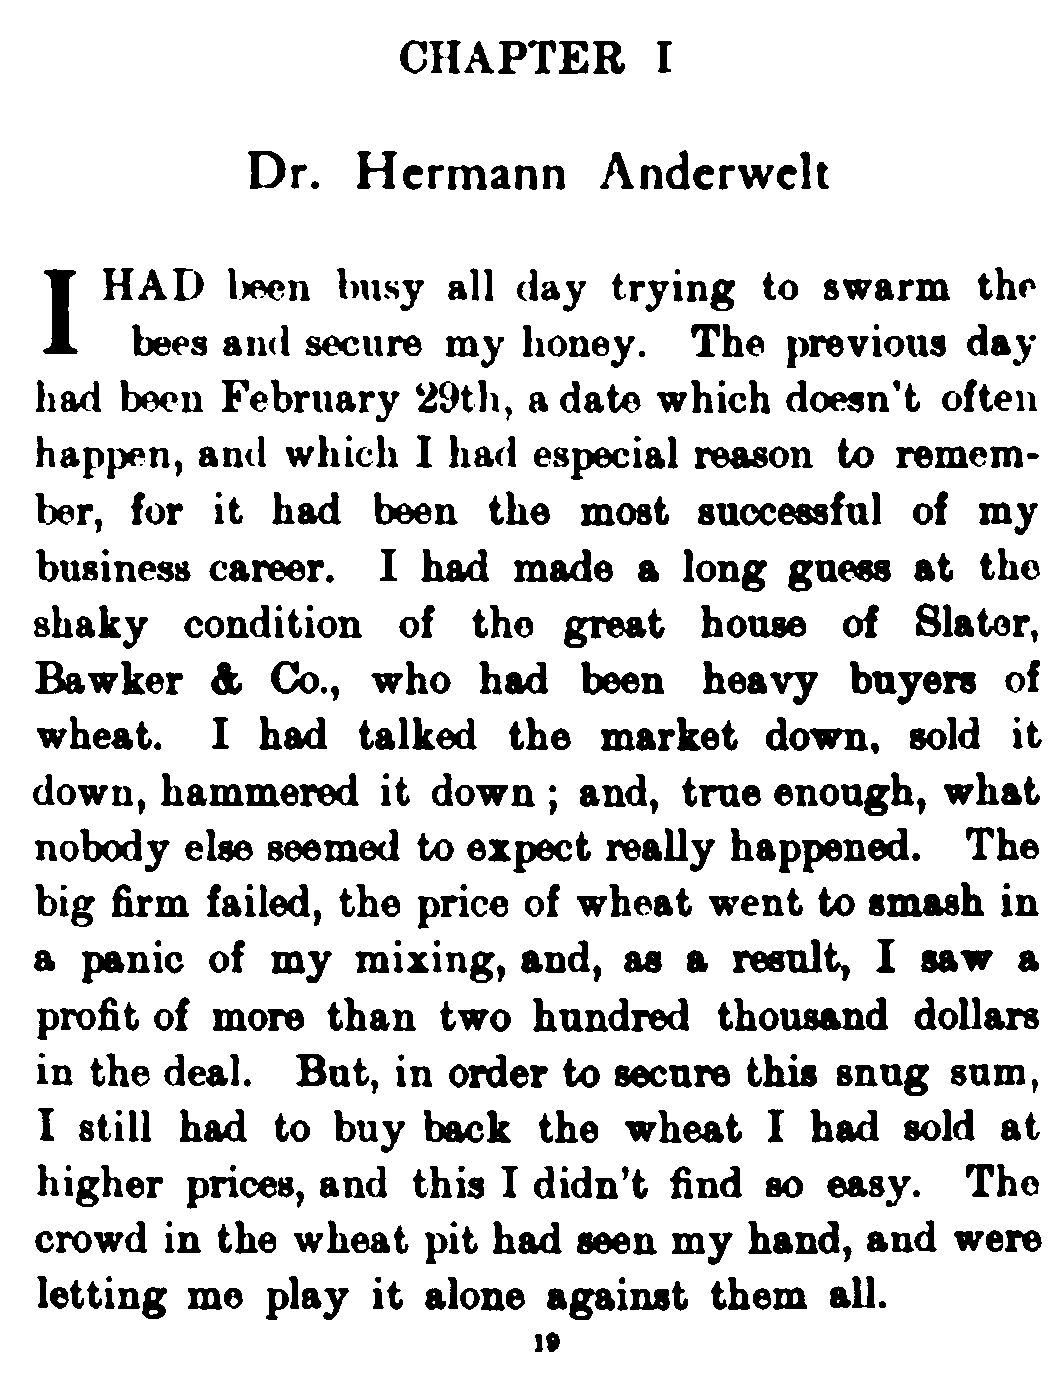 CHAPTER I
Dr. Hermann Anderwelt
I HAD been busy all day trying to swarm the
bees and secure my honey. The previous day
had been February 29th, a date which doesn't often
happen, and which I had especial reason to remem-
ber, for it had been the most successful of my
business career. I had made a long guess at the
shaky condition of the great house of Slater,
Bawker & Co., who had been heavy buyers of
wheat. I had talked the market down, sold it
down, hammered it down; and, true enough, what
nobody else seemed to expect really happened. The
big firm failed, the price of wheat went to smash in
a panic of my mixing, and, as a result, I saw a
profit of more than two hundred thousand dollars
in the deal. But, in order to secure this snug sum,
I still had to buy back the wheat I had sold at
higher prices, and this I didn't find so easy. The
crowd in the wheat pit had seen my hand, and were
letting me play it alone against them all.
19